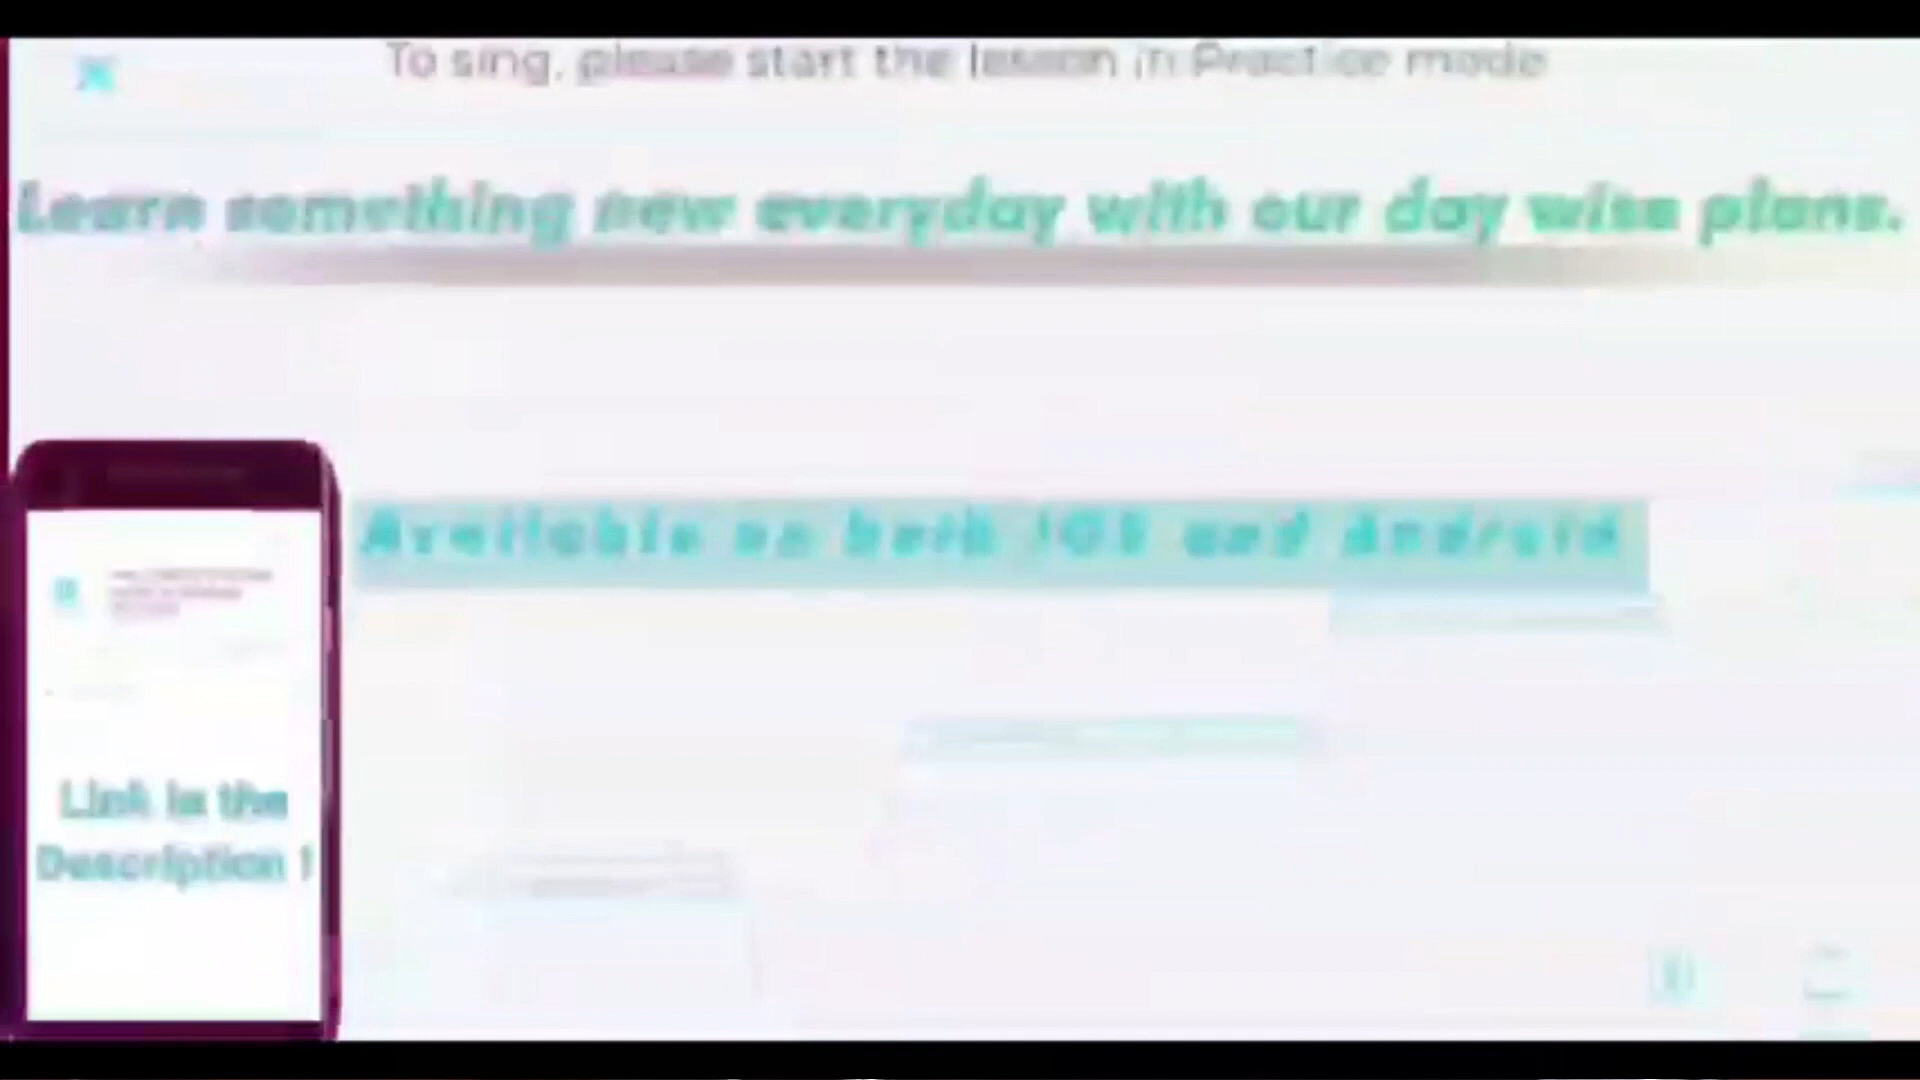 To sing, please start the lesson in Practice mode
Learn something new everyday with our day wise plans.
Available on both iOS and Android
Link in the
Description !